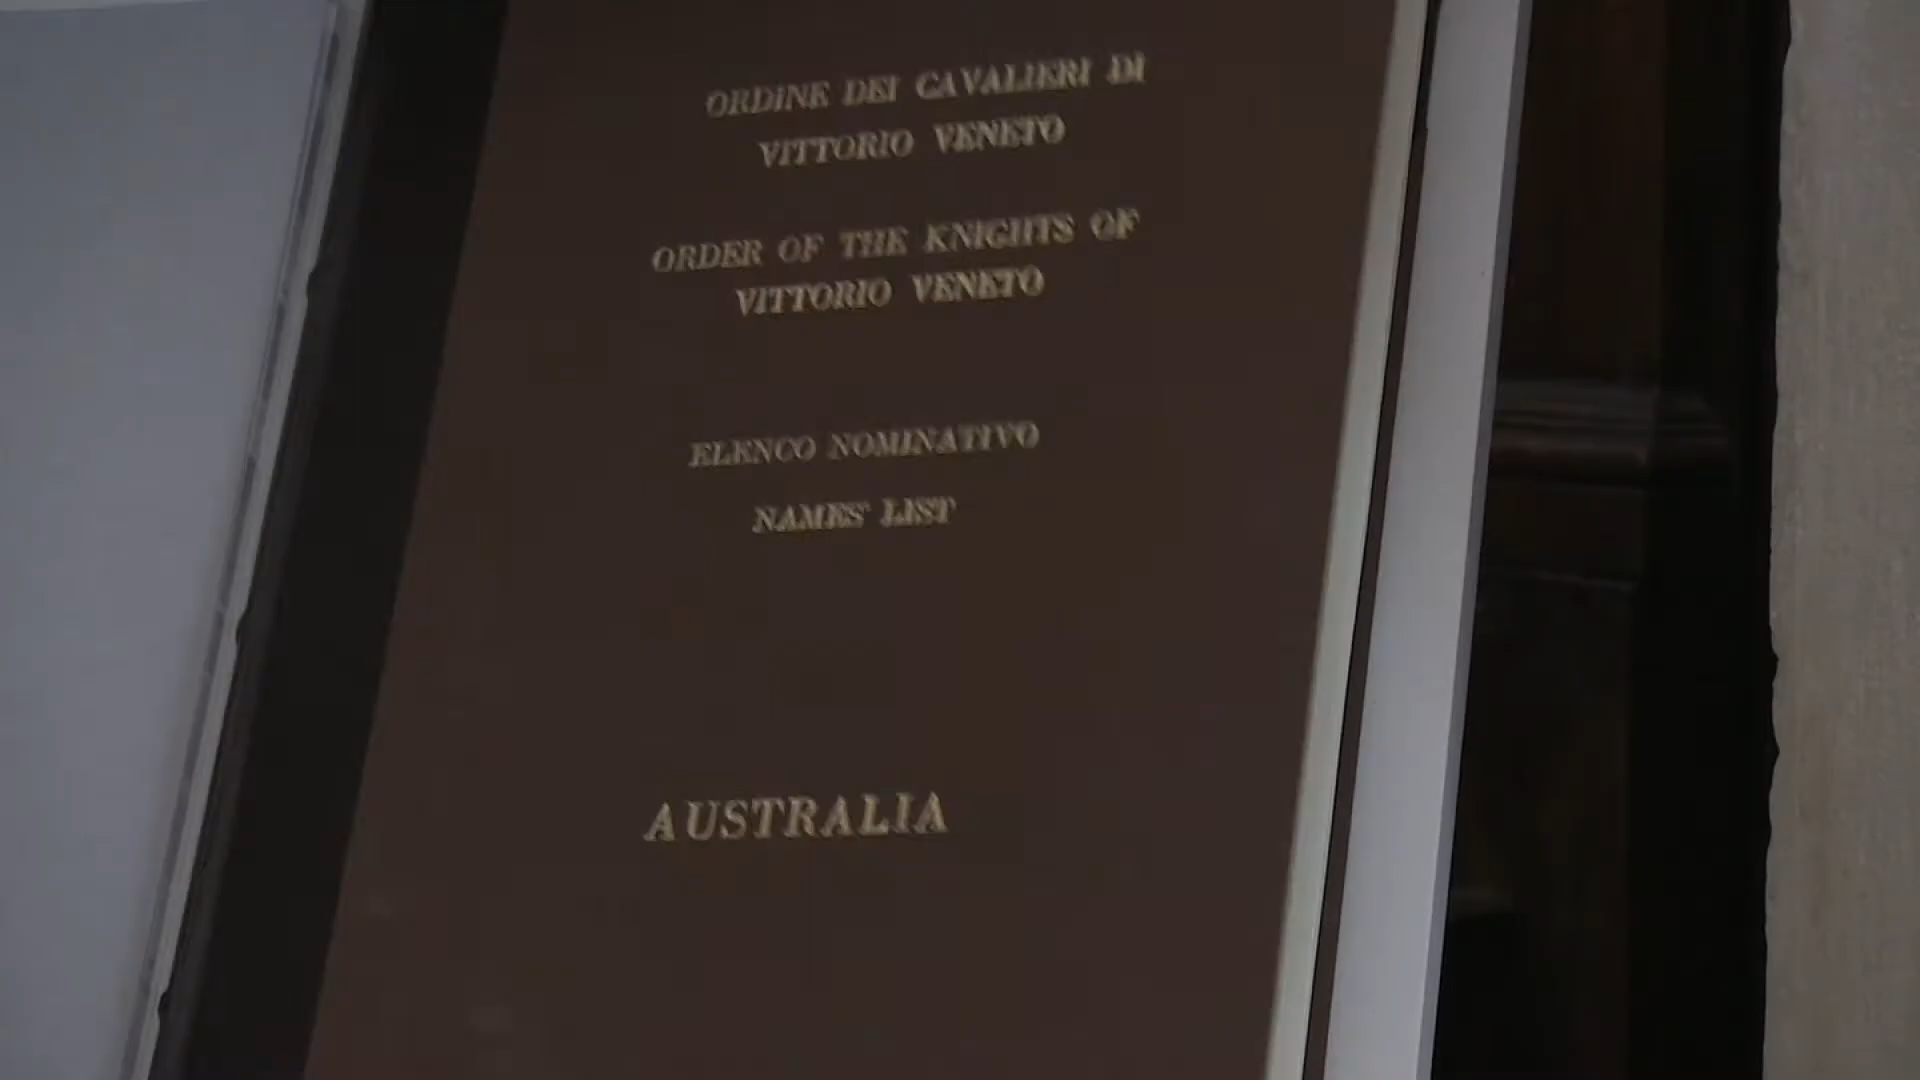 ORDINE DEI CAVALIERI DI
VITTORIO VENETO
ORDER OF THE KNIGHTS OF
VITTORIO VENETO
ELENCO NOMINATIVO
NAMES' LIST
AUSTRALIA